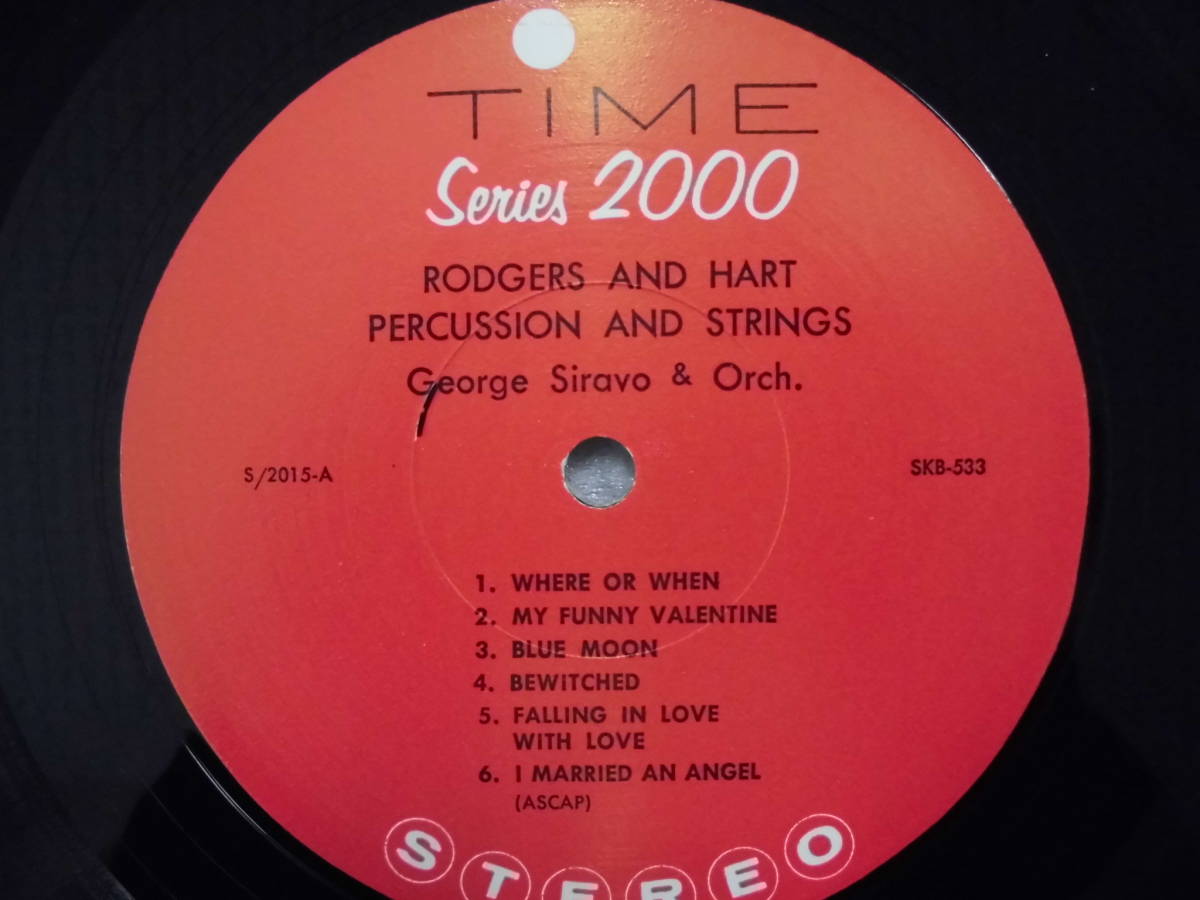 TIME
Series 2000
RODGERS AND HART
PERCUSSION AND STRINGS
George Siravo & Orch.
S/2015-A
SKB-533
1. WHERE OR WHEN
2. MY FUNNY VALENTINE
3. BLUE MOON
4. BEWITCHED
5. FALLING IN LOVE
WITH LOVE
6. I MARRIED AN ANGEL
(ASCAP)
STEREO